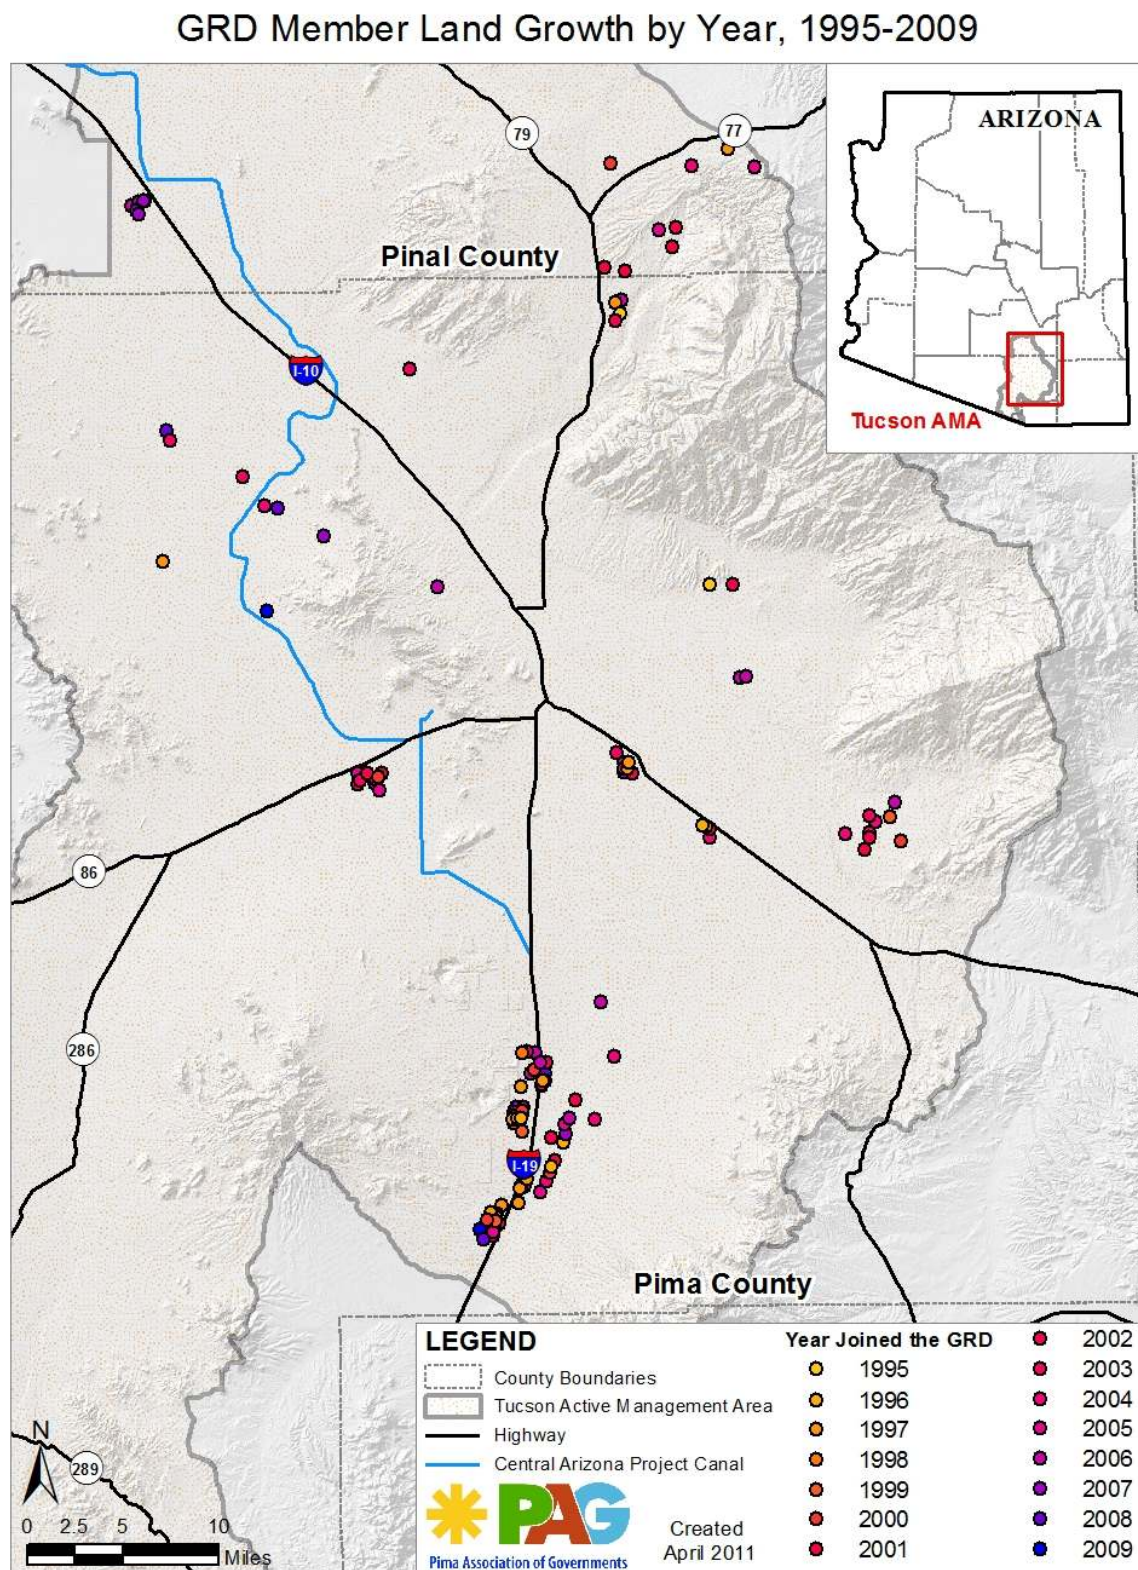 GRD Member Land Growth by Year, 1995-2009
79
77
ARIZONA
Pinal County
I-10
Tucson AMA
86
286
I-19
Pima County
LEGEND
County Boundaries
Tucson Active Management Area
Highway
Central Arizona Project Canal
Year Joined the GRD
1995
1996
1997
1998
1999
2000
2001
2002
2003
2004
2005
2006
2007
2008
2009
N
289
0 2.5 5 10
Miles
PAG
Pima Association of Governments
Created
April 2011